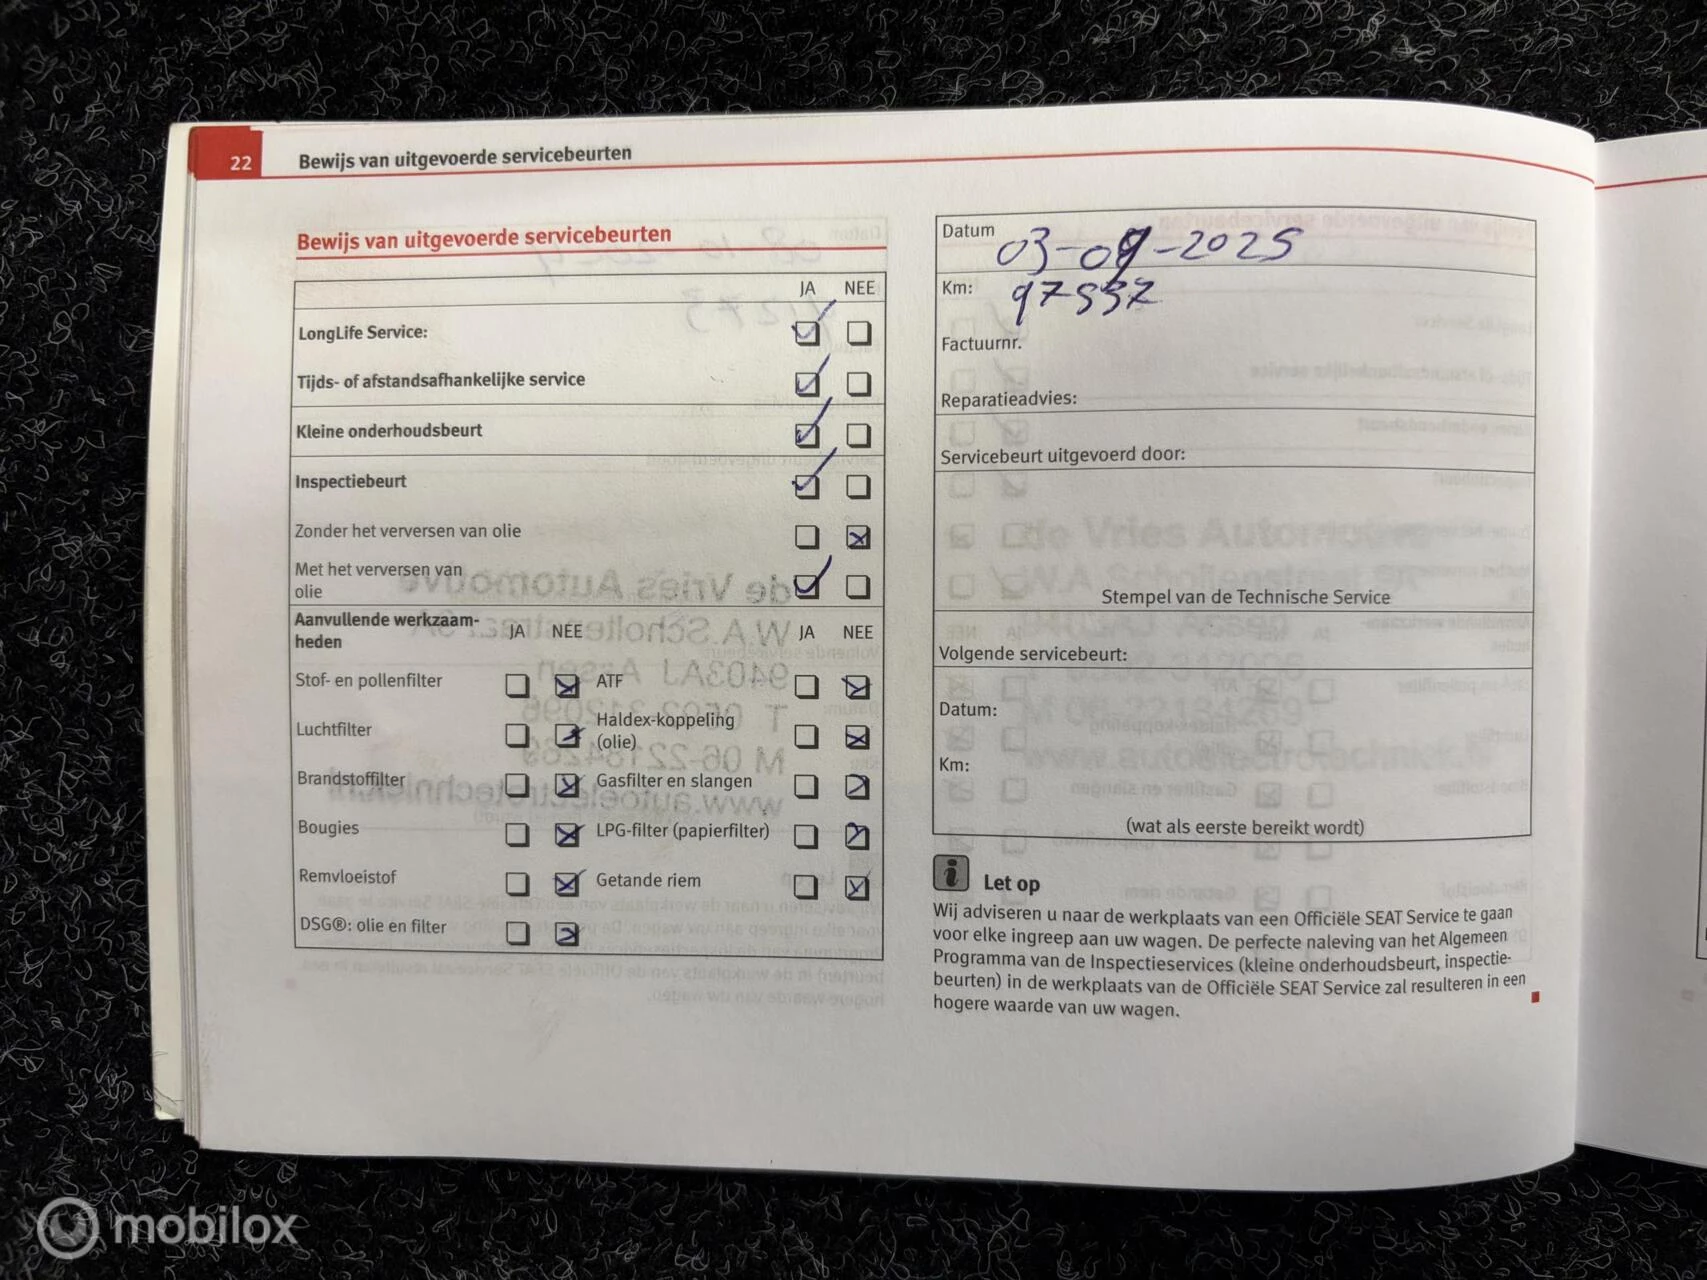 22
Bewijs van uitgevoerde servicebeurten
Bewijs van uitgevoerde servicebeurten
JA NEE
LongLife Service:
Tijds- of afstandsafhankelijke service
Kleine onderhoudsbeurt
Inspectiebeurt
Zonder het verversen van olie
Met het verversen van
olie
Aanvullende werkzaam-
heden
JA NEE JA NEE
Stof- en pollenfilter ATF
Luchtfilter Haldex-koppeling
(olie)
Brandstoffilter Gasfilter en slangen
Bougies LPG-filter (papierfilter)
Remvloeistof Getande riem
DSG®: olie en filter
Datum 03-09-2025
Km: 97537
Factuurnr.
Reparatieadvies:
Servicebeurt uitgevoerd door:
de Vries Automotive
Stempel van de Technische Service
Volgende servicebeurt:
Datum:
Km:
(wat als eerste bereikt wordt)
i Let op
Wij adviseren u naar de werkplaats van een Officiële SEAT Service te gaan
voor elke ingreep aan uw wagen. De perfecte naleving van het Algemeen
Programma van de Inspectieservices (kleine onderhoudsbeurt, inspectie-
beurten) in de werkplaats van de Officiële SEAT Service zal resulteren in een
hogere waarde van uw wagen.
mobilox